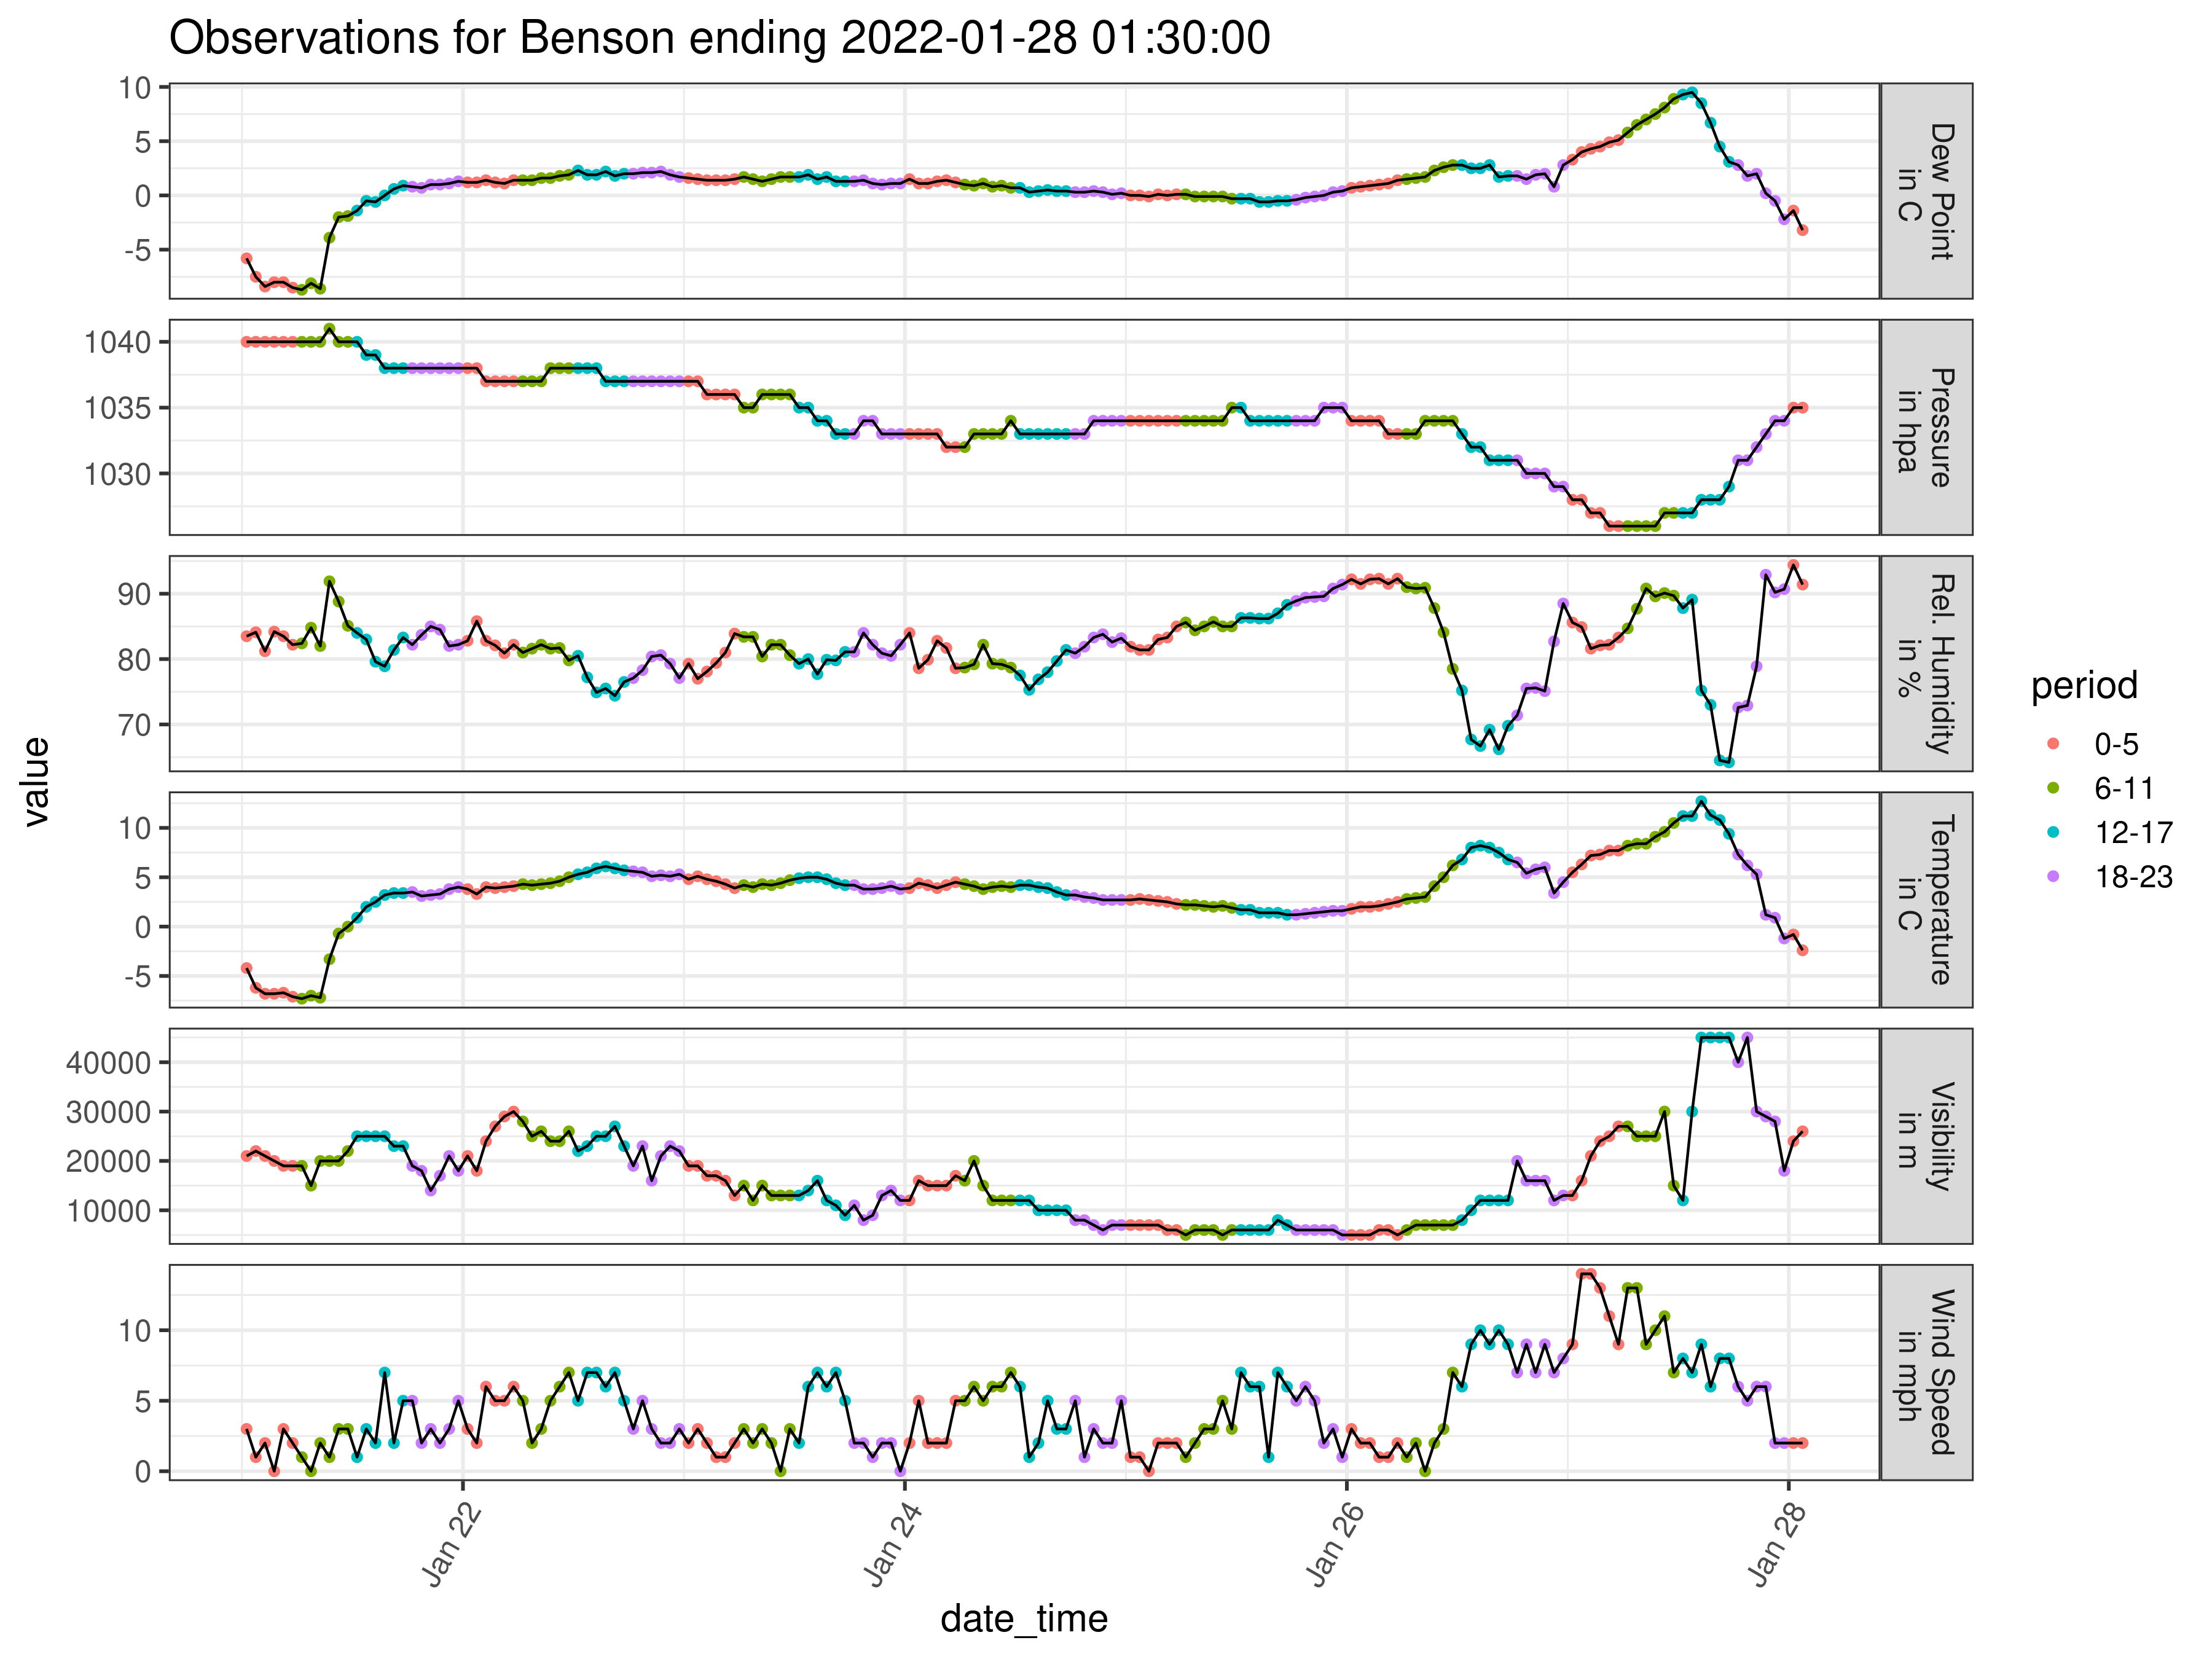 Observations for Benson ending 2022-01-28 01:30:00
value
10
5
0
-5
Dew Point
in C
1040
1035
1030
Pressure
in hpa
90
80
70
Rel. Humidity
in %
10
5
0
-5
Temperature
in C
40000
30000
20000
10000
Visibility
in m
10
5
0
Wind Speed
in mph
Jan 22
Jan 24
Jan 26
Jan 28
date_time
period
0-5
6-11
12-17
18-23